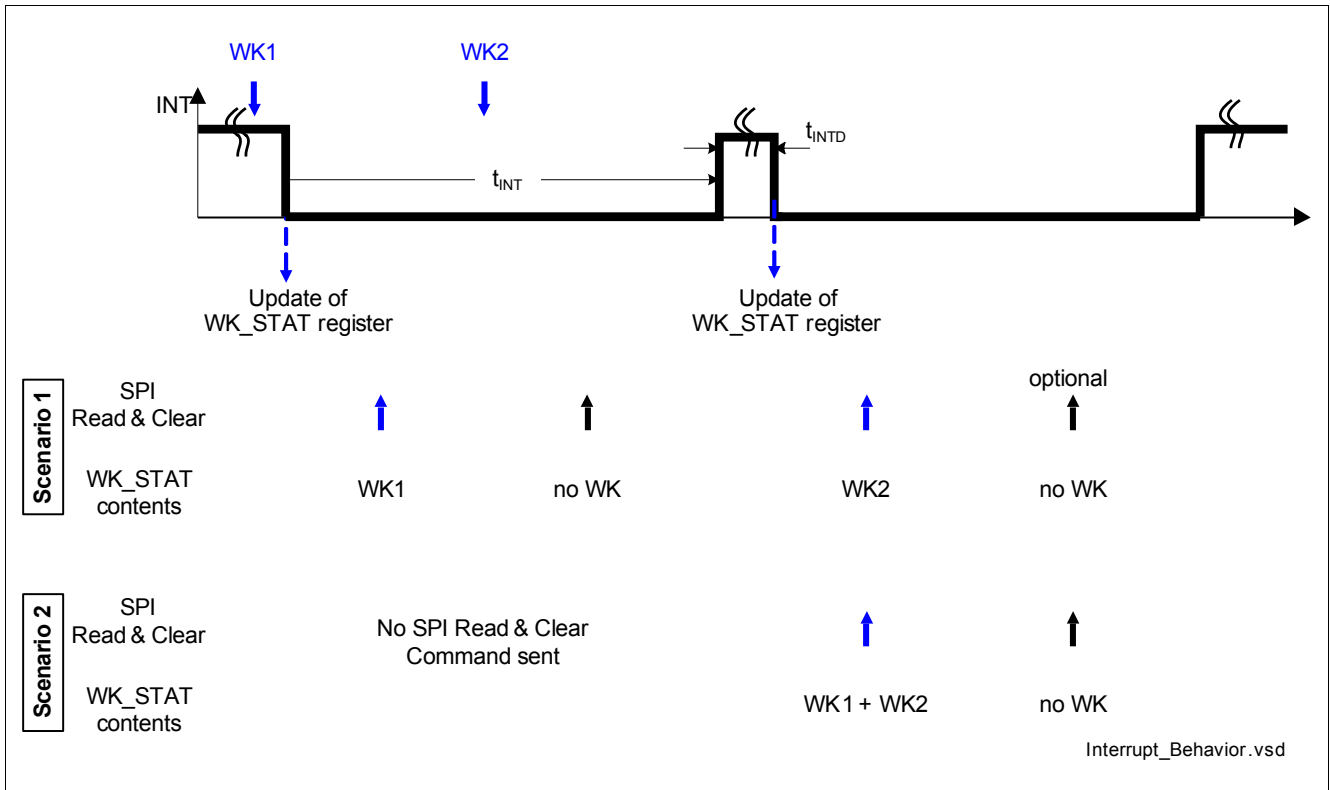 WK1
WK2
INT
tINTD
tINT
Update of
WK_STAT register
Update of
WK_STAT register
Scenario 1
SPI
Read & Clear
optional
WK_STAT
contents
WK1
no WK
WK2
no WK
Scenario 2
SPI
Read & Clear
No SPI Read & Clear
Command sent
WK_STAT
contents
WK1 + WK2
no WK
Interrupt_Behavior.vsd